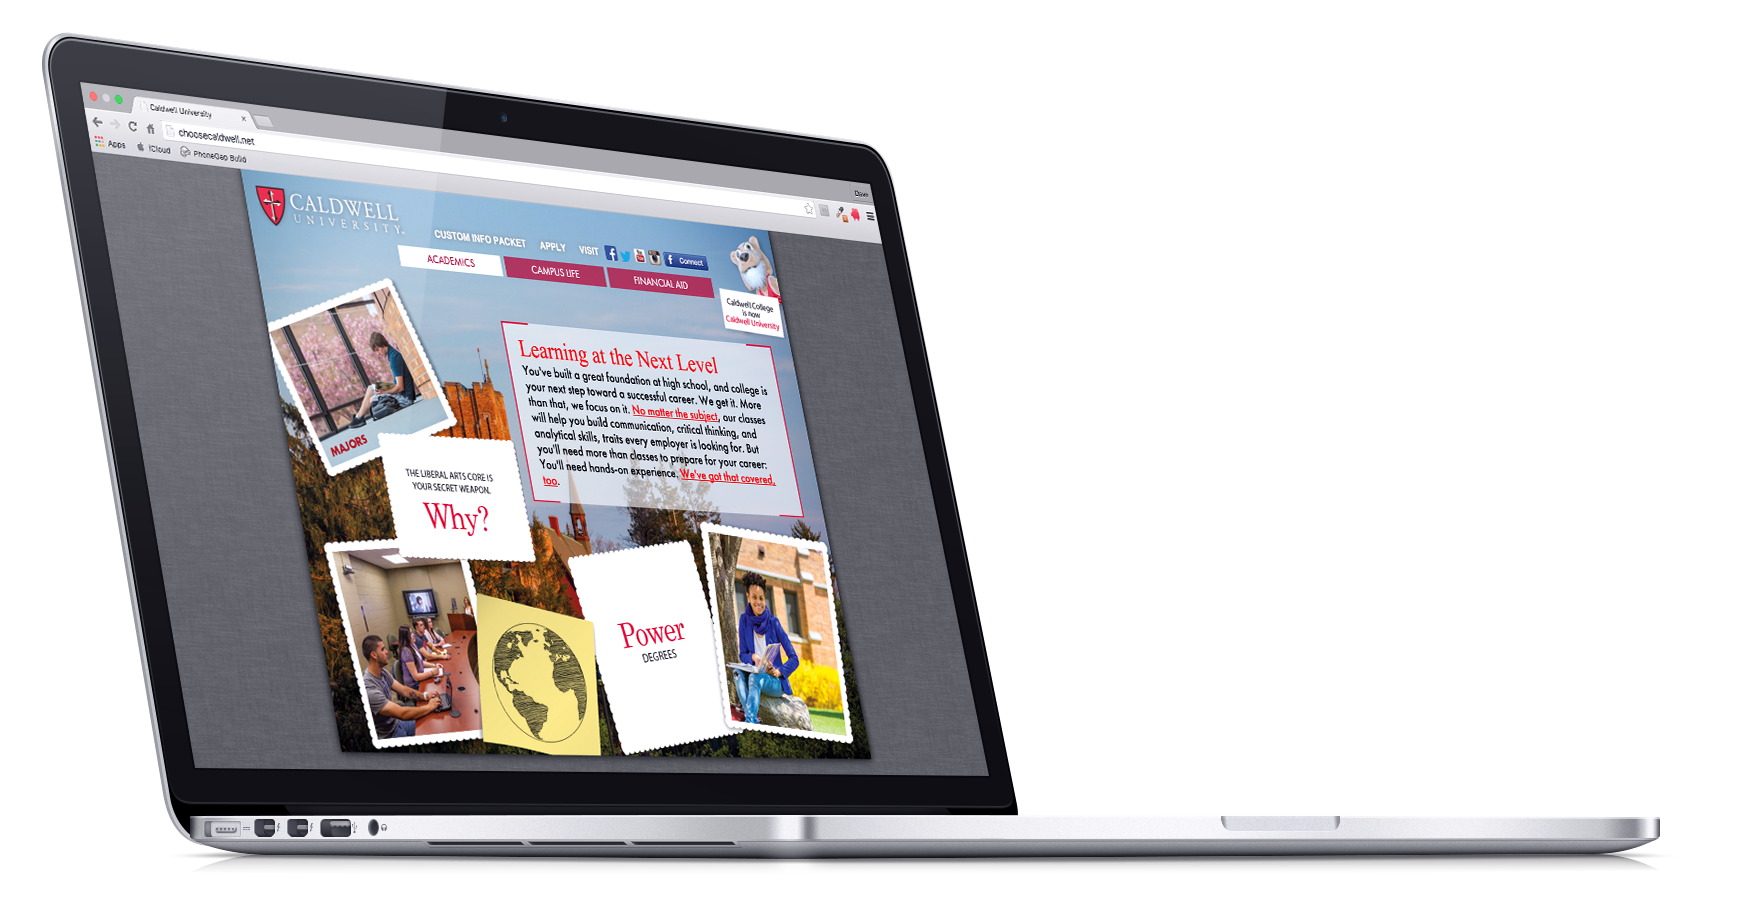 Caldwell University
choosecaldwell.net
Apps iCloud PhoneGap Build
Dave
CALDWELL
UNIVERSITY
CUSTOM INFO PACKET APPLY VISIT f You Tube f Connect
ACADEMICS CAMPUS LIFE FINANCIAL AID
Caldwell College
is now
Caldwell University
Learning at the Next Level
You've built a great foundation at high school, and college is
your next step toward a successful career. We get it. More
than that, we focus on it. No matter the subject, our classes
will help you build communication, critical thinking, and
analytical skills, traits every employer is looking for. But
you'll need more than classes to prepare for your career:
You'll need hands-on experience. We've got that covered,
too.
MAJORS
THE LIBERAL ARTS CORE IS
YOUR SECRET WEAPON.
Why?
Power
DEGREES